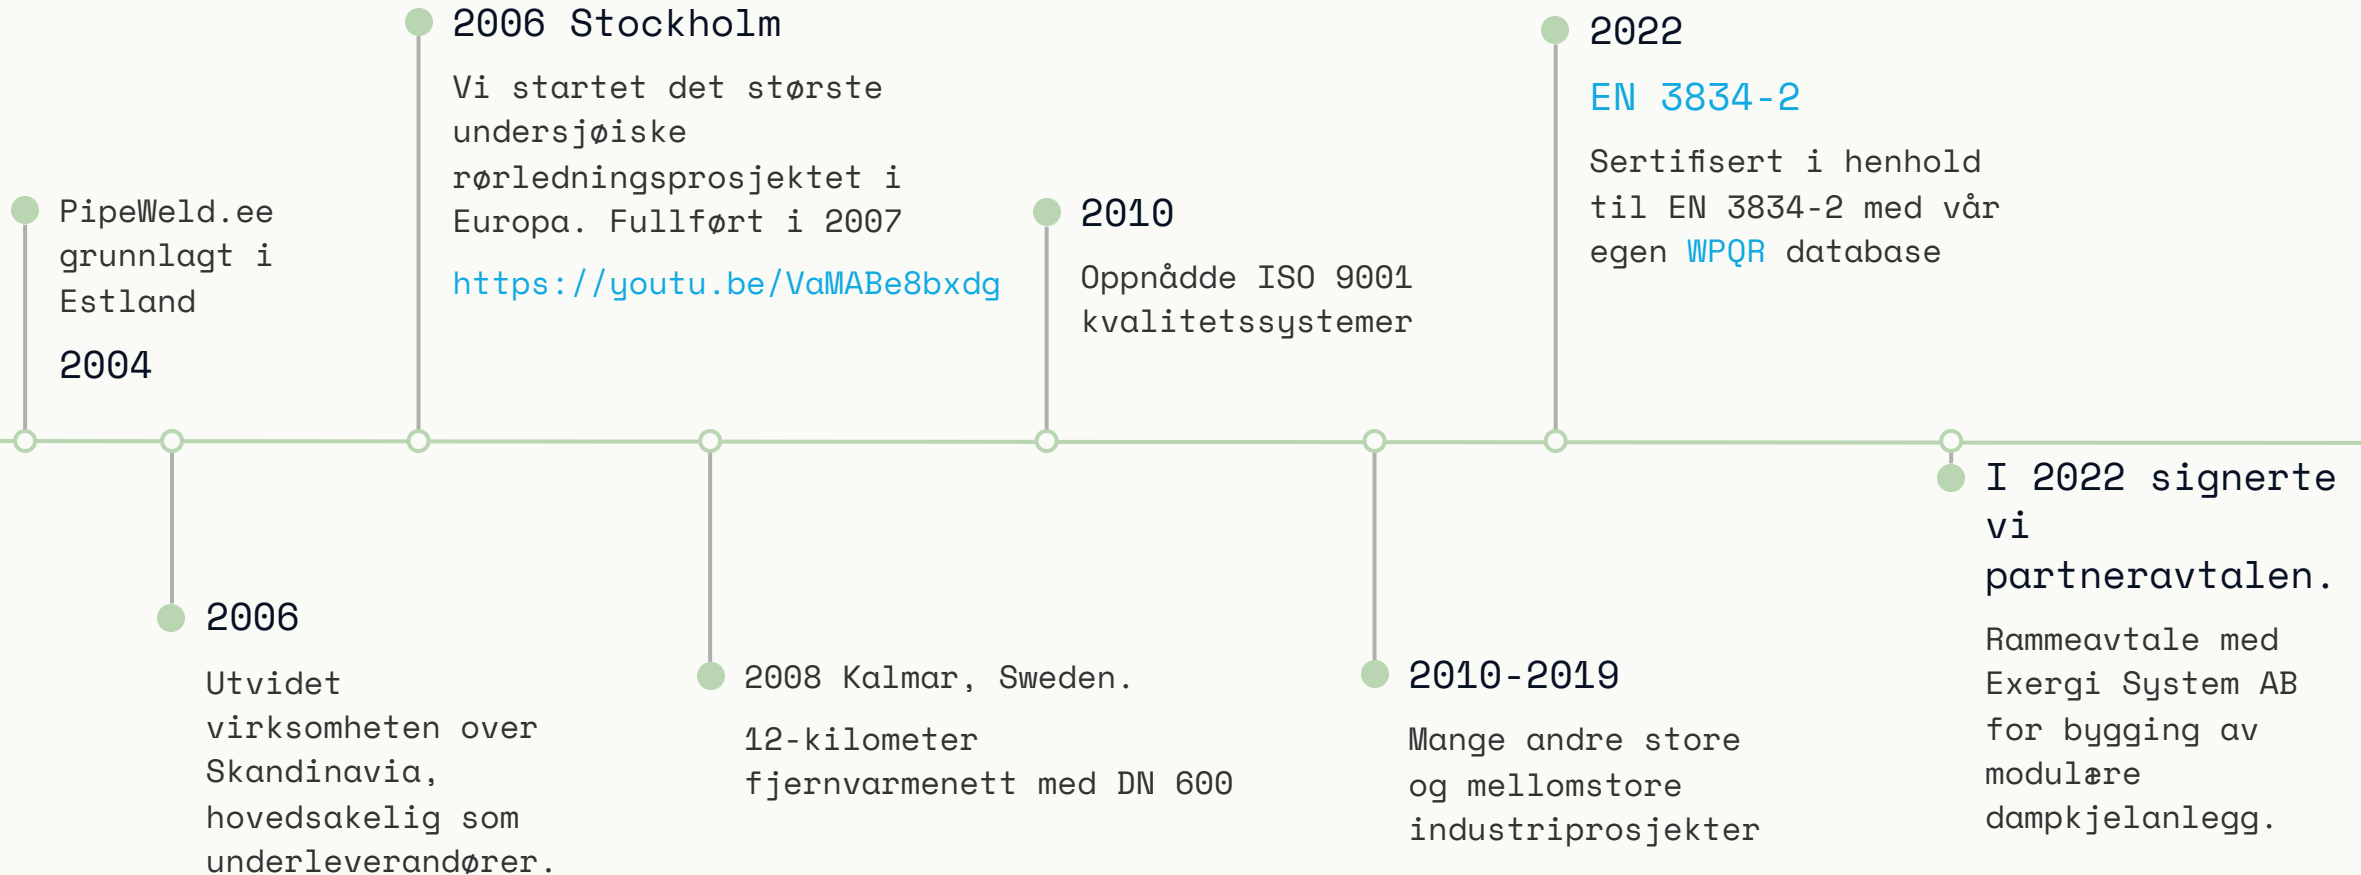 PipeWeld.ee
grunnlagt i
Estland
2004
2006
Utvidet
virksomheten over
Skandinavia,
hovedsakelig som
underleverandører.
2006 Stockholm
Vi startet det største
undersjøiske
rørledningsprosjektet i
Europa. Fullført i 2007
https://youtu.be/VaMABe8bxdg
2008 Kalmar, Sweden.
12-kilometer
fjernvarmenett med DN 600
2010
Oppnådde ISO 9001
kvalitetssystemer
2010-2019
Mange andre store
og mellomstore
industriprosjekter
2022
EN 3834-2
Sertifisert i henhold
til EN 3834-2 med vår
egen WPQR database
I 2022 signerte
vi
partneravtalen.
Rammeavtale med
Exergi System AB
for bygging av
modulære
dampkjelanlegg.